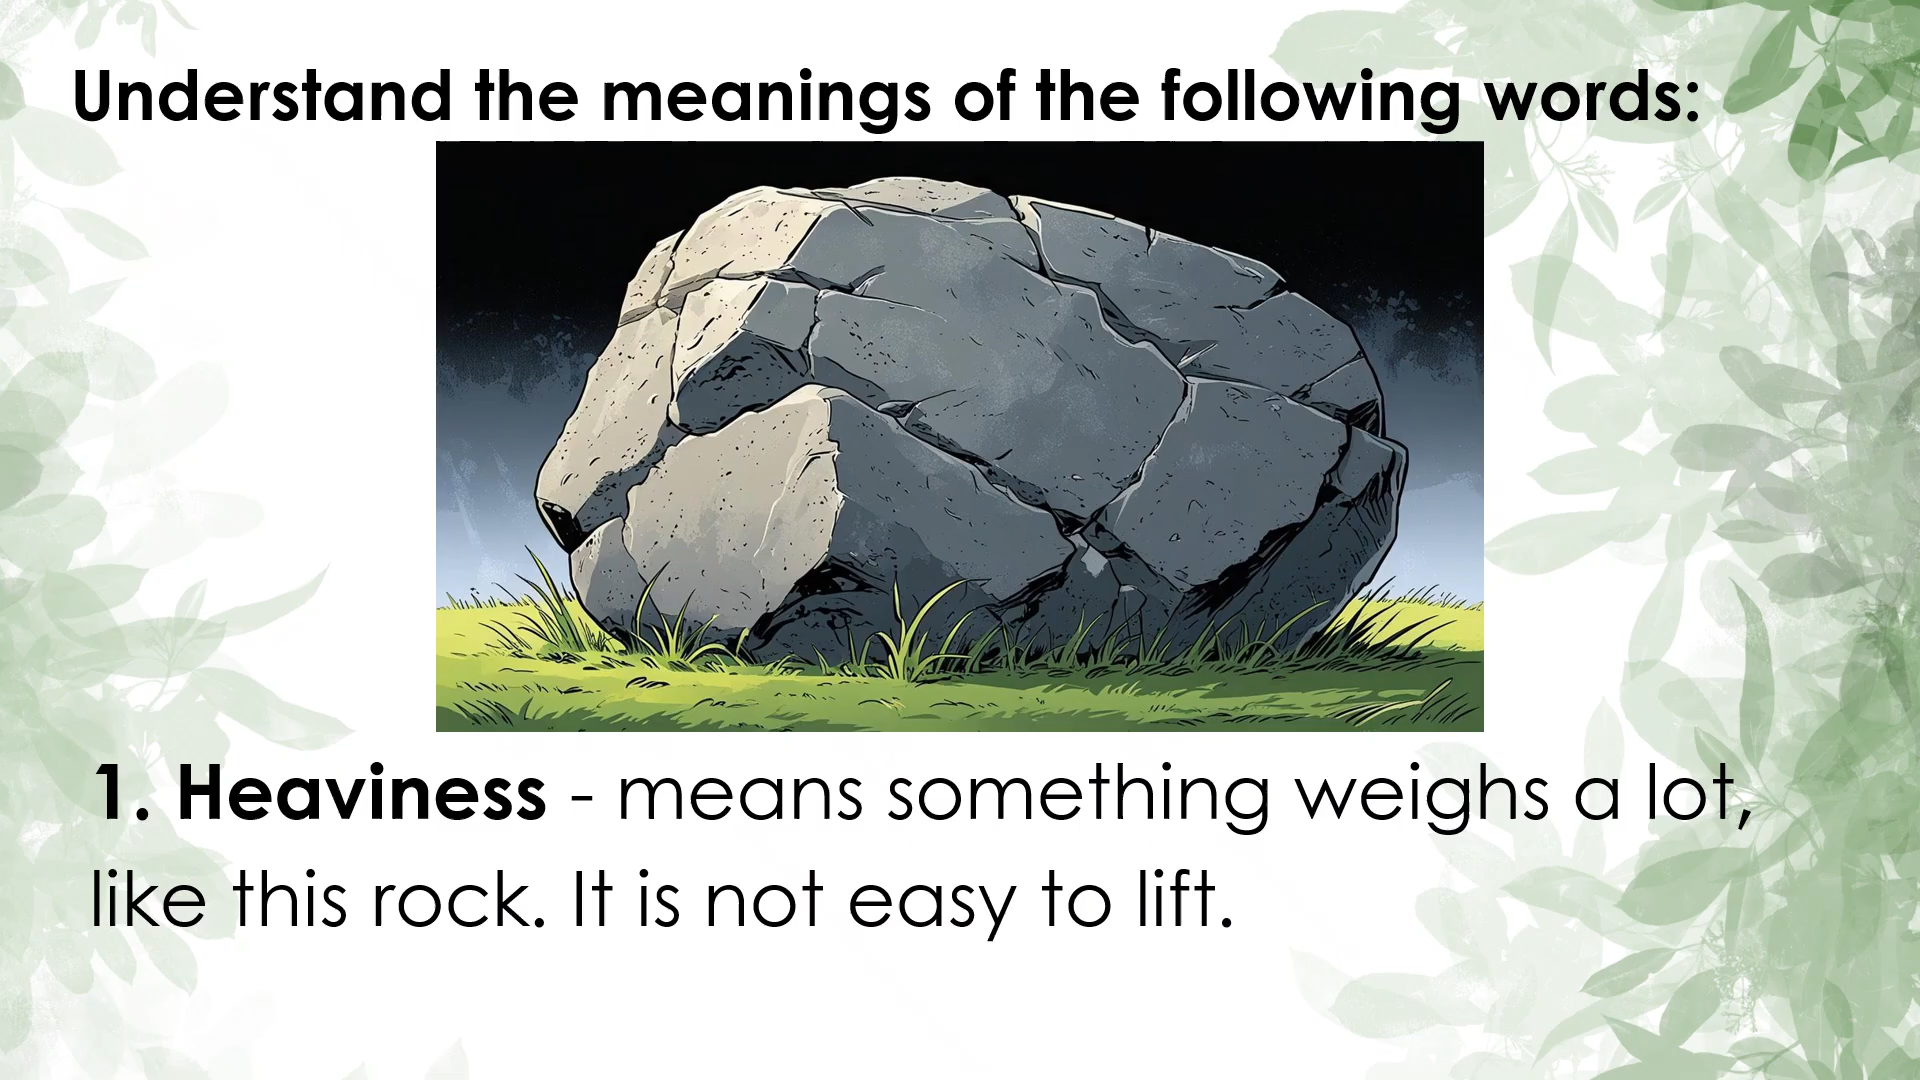 Understand the meanings of the following words:
1. Heaviness - means something weighs a lot,
like this rock. It is not easy to lift.